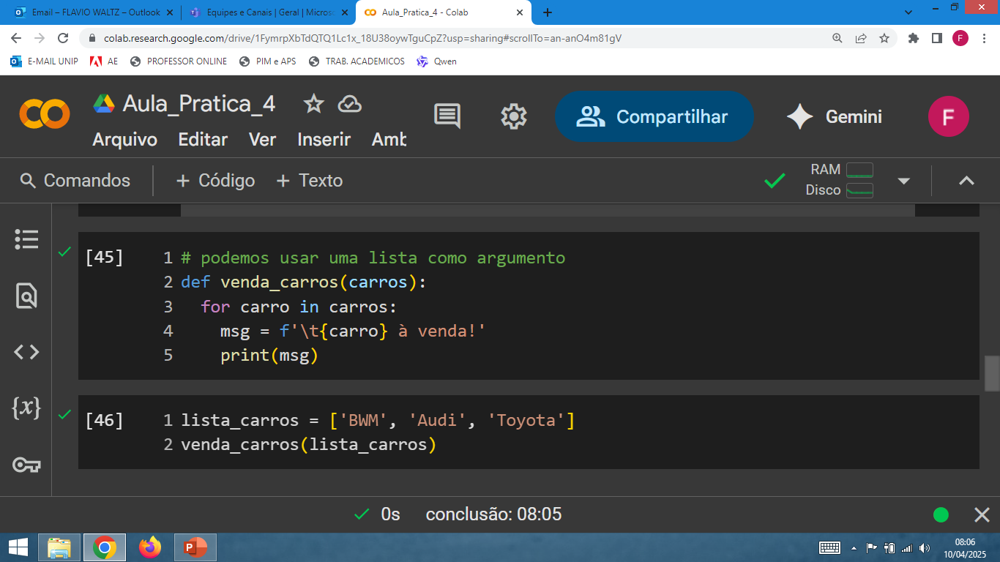 Email – FLAVIO WALTZ – Outlook
Equipes e Canais | Geral | Microso
Aula_Pratica_4 - Colab
colab.research.google.com/drive/1FymrpXbTdQTQ1Lc1x_18U38oywTguCpZ?usp=sharing#scrollTo=an-anO4m81gV
F
E-MAIL UNIP
AE
PROFESSOR ONLINE
PIM e APS
TRAB. ACADEMICOS
Qwen
Aula_Pratica_4
Compartilhar
Gemini
F
Arquivo Editar Ver Inserir Amb
Comandos
+ Código
+ Texto
RAM
Disco
[45]
1 # podemos usar uma lista como argumento
2 def venda_carros(carros):
3   for carro in carros:
4     msg = f'\t{carro} à venda!'
5     print(msg)
[46]
1 lista_carros = ['BWM', 'Audi', 'Toyota']
2 venda_carros(lista_carros)
{x}
0s conclusão: 08:05
08:06
10/04/2025